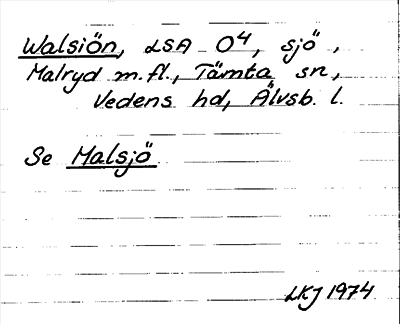 Walsiön, LSA O4, sjö,
Malryd m.fl., Tämta sn,
Vedens hd, Älvsb. l.
Se Malsjö
LKJ 1974